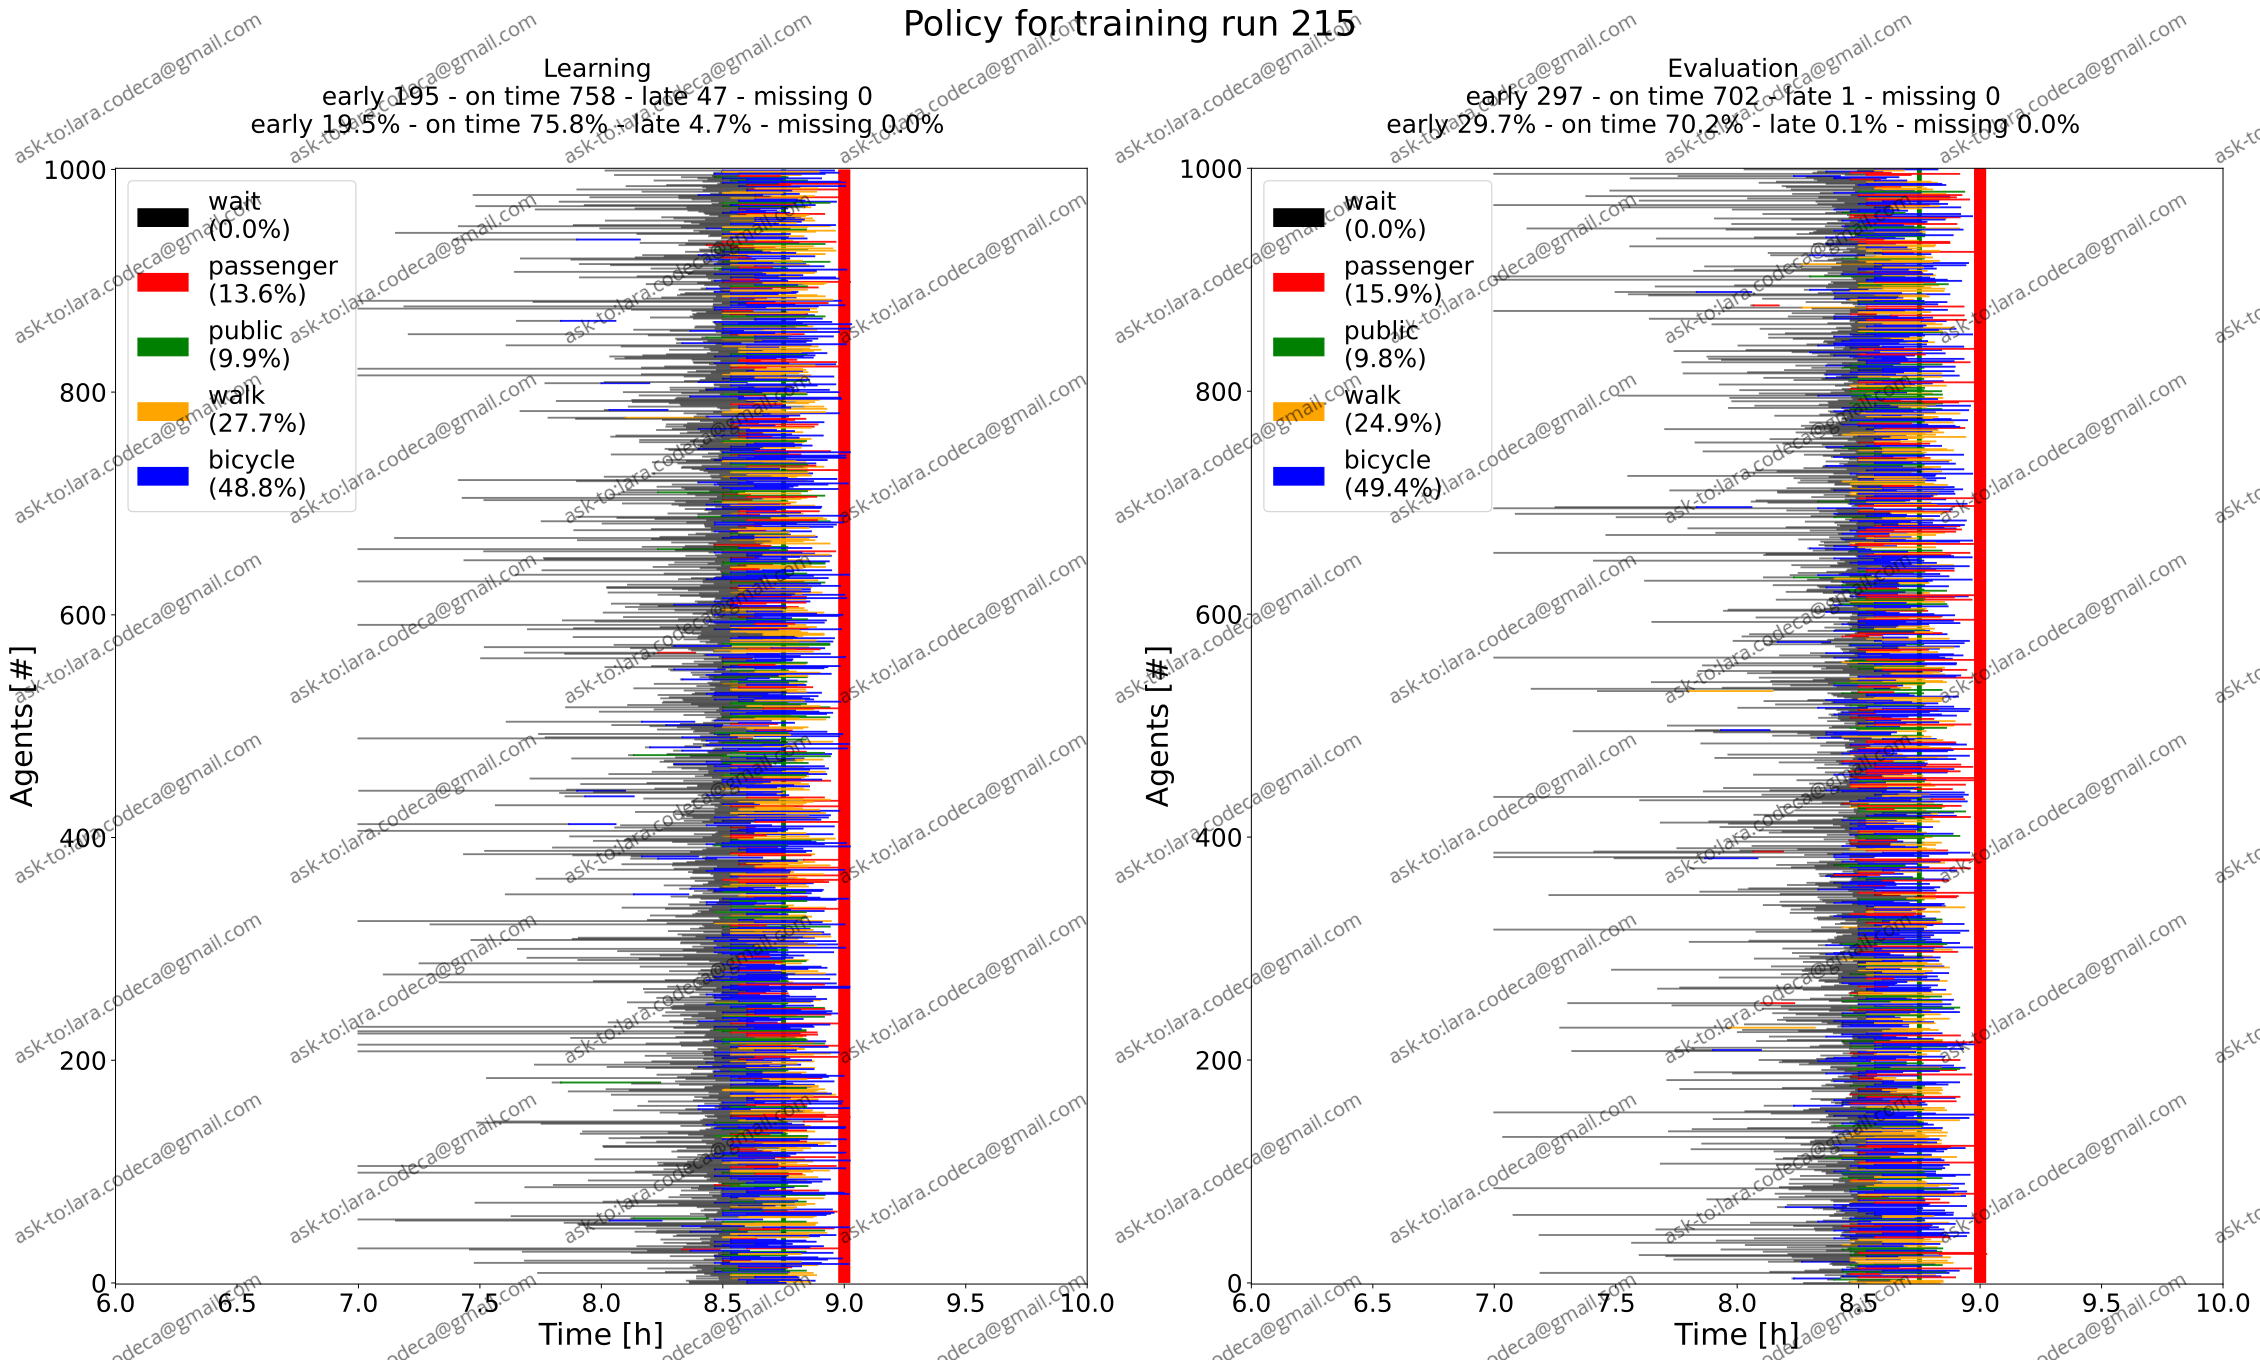 Policy for training run 215
Learning
early 195 - on time 758 - late 47 - missing 0
early 19.5% - on time 75.8% - late 4.7% - missing 0.0%
1000
800
600
400
200
0
Agents [#]
wait
(0.0%)
passenger
(13.6%)
public
(9.9%)
walk
(27.7%)
bicycle
(48.8%)
6.0 6.5 7.0 7.5 8.0 8.5 9.0 9.5 10.0
Time [h]
Evaluation
early 297 - on time 702 - late 1 - missing 0
early 29.7% - on time 70.2% - late 0.1% - missing 0.0%
1000
800
600
400
200
0
Agents [#]
wait
(0.0%)
passenger
(15.9%)
public
(9.8%)
walk
(24.9%)
bicycle
(49.4%)
6.0 6.5 7.0 7.5 8.0 8.5 9.0 9.5 10.0
Time [h]
ask-to:lara.codeca@gmail.com